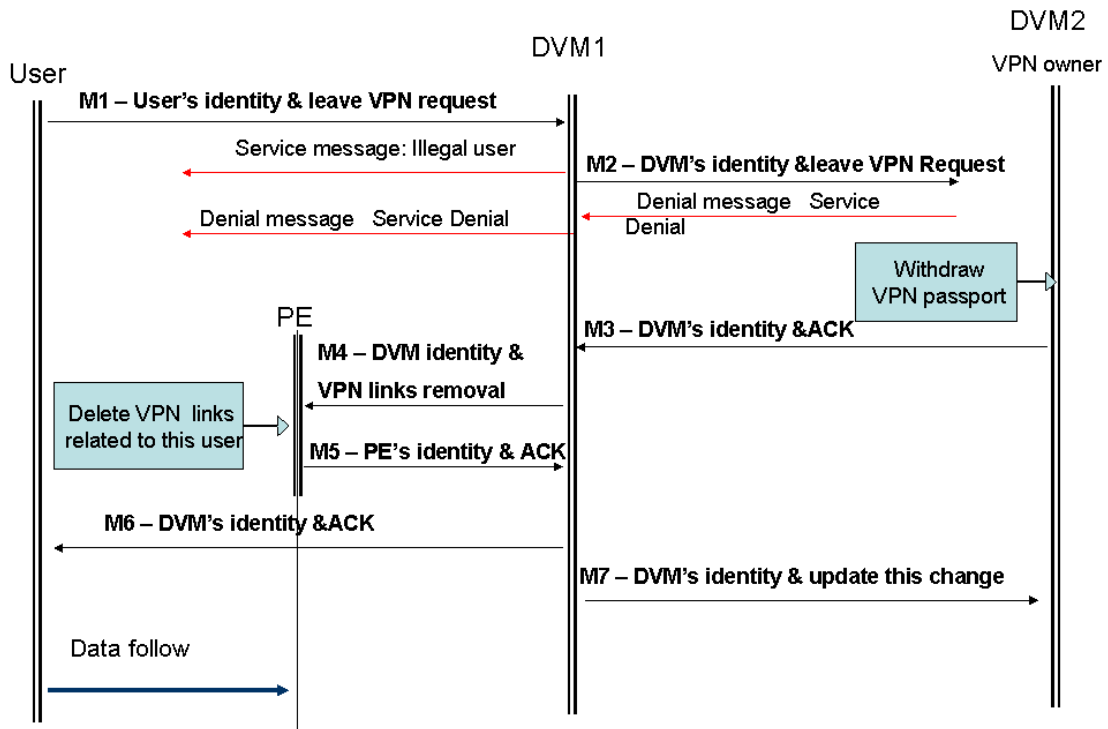 DVM2
DVM1
VPN owner
User
M1 – User's identity & leave VPN request
Service message: Illegal user
M2 – DVM's identity &leave VPN Request
Denial message Service
Denial
Denial message Service Denial
Withdraw
VPN passport
PE
M3 – DVM's identity &ACK
M4 – DVM identity &
VPN links removal
Delete VPN links
related to this user
M5 – PE's identity & ACK
M6 – DVM's identity &ACK
M7 – DVM's identity & update this change
Data follow